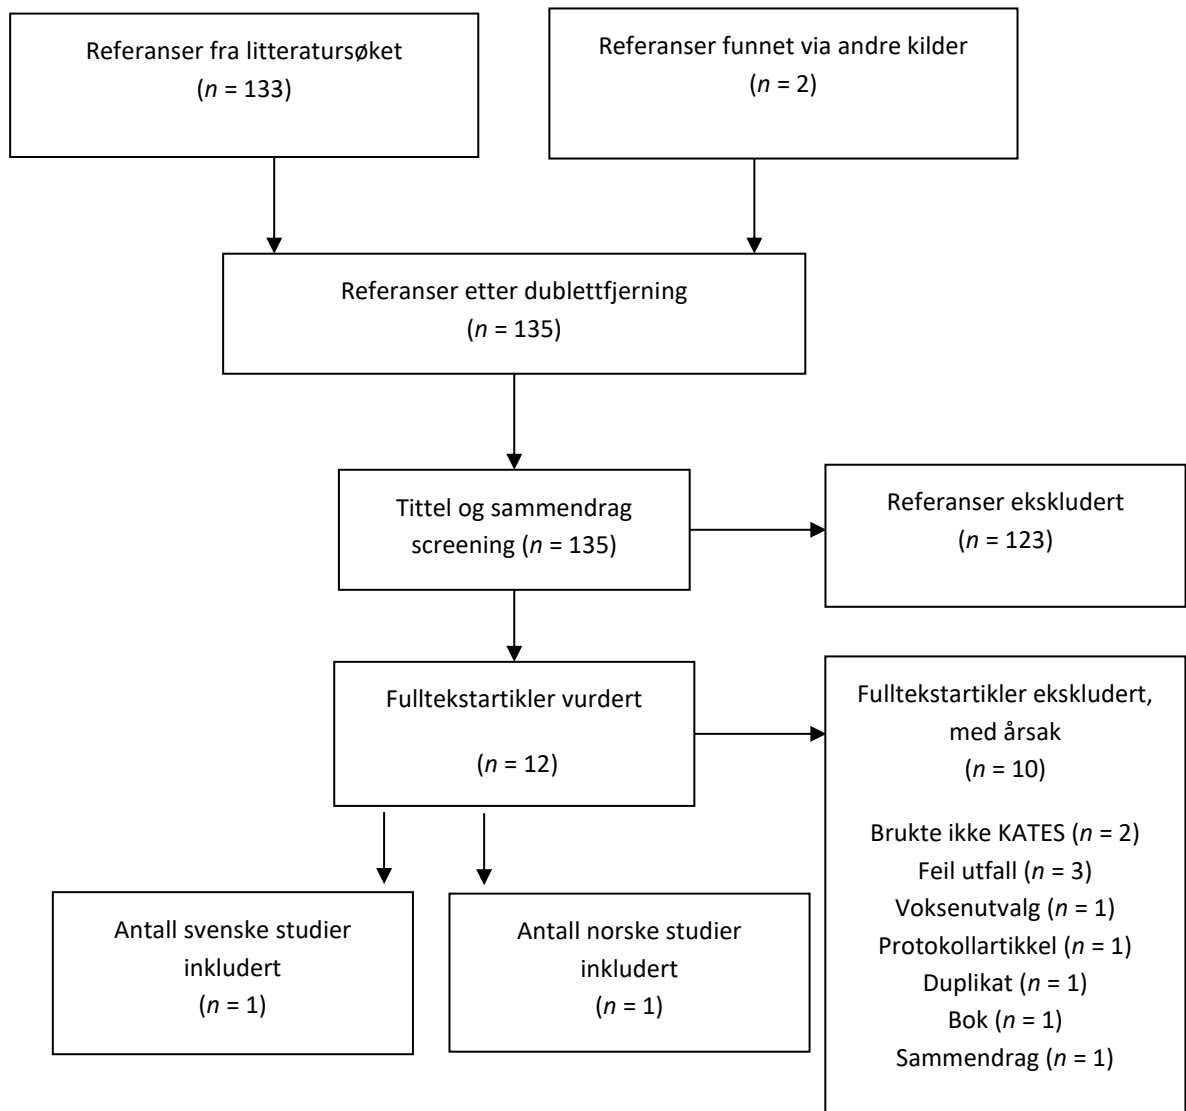 Referanser fra litteratursøket
(n = 133)
Referanser funnet via andre kilder
(n = 2)
Referanser etter dublettfjerning
(n = 135)
Tittel og sammendrag
screening (n = 135)
Referanser ekskludert
(n = 123)
Fulltekstartikler vurdert
(n = 12)
Fulltekstartikler ekskludert,
med årsak
(n = 10)
Brukte ikke KATES (n = 2)
Feil utfall (n = 3)
Voksenutvalg (n = 1)
Protokollartikkel (n = 1)
Duplikat (n = 1)
Bok (n = 1)
Sammendrag (n = 1)
Antall svenske studier
inkludert
(n = 1)
Antall norske studier
inkludert
(n = 1)